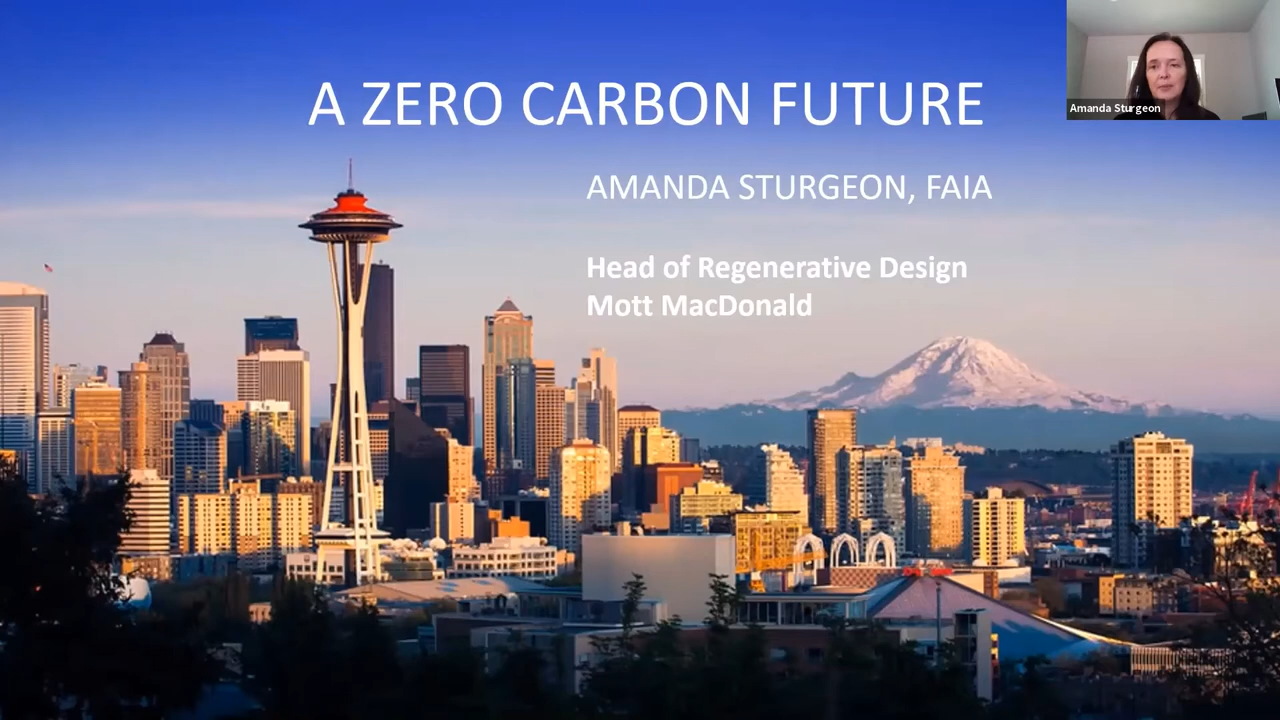 A ZERO CARBON FUTURE
Amanda Sturgeon
AMANDA STURGEON, FAIA
Head of Regenerative Design
Mott MacDonald